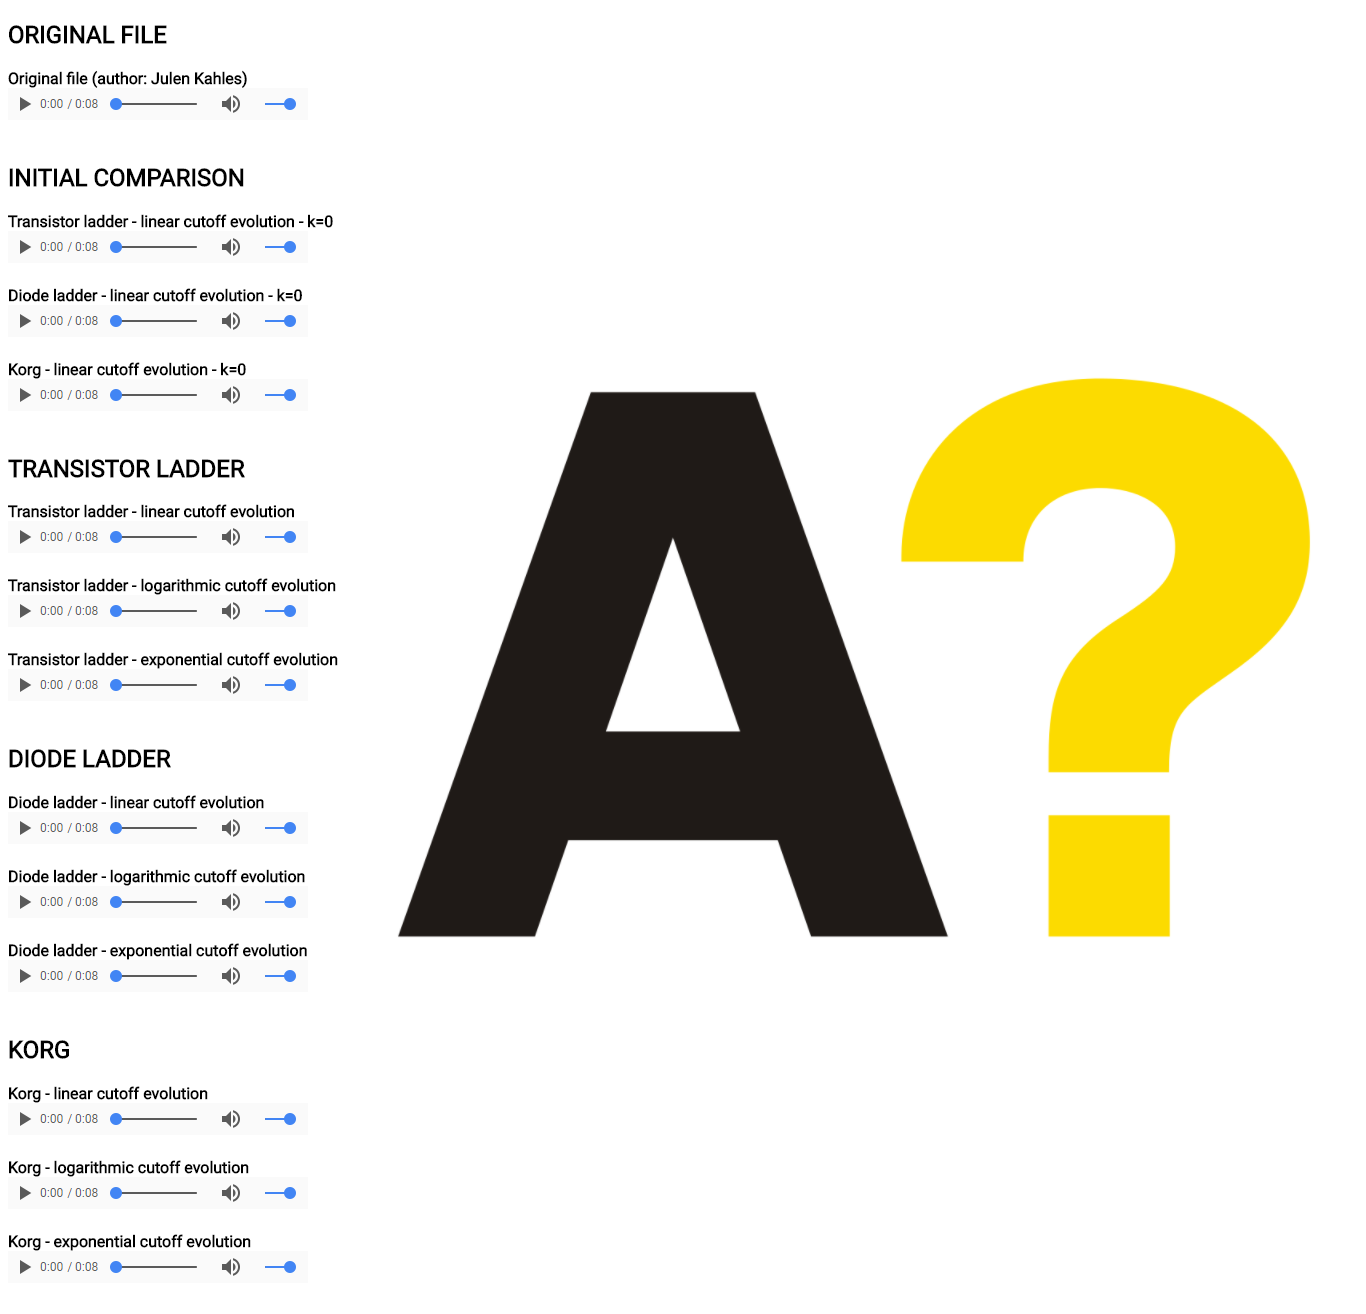 ORIGINAL FILE
Original file (author: Julen Kahles)
0:00 / 0:08
INITIAL COMPARISON
Transistor ladder - linear cutoff evolution - k=0
0:00 / 0:08
Diode ladder - linear cutoff evolution - k=0
0:00 / 0:08
Korg - linear cutoff evolution - k=0
0:00 / 0:08
TRANSISTOR LADDER
Transistor ladder - linear cutoff evolution
0:00 / 0:08
Transistor ladder - logarithmic cutoff evolution
0:00 / 0:08
Transistor ladder - exponential cutoff evolution
0:00 / 0:08
DIODE LADDER
Diode ladder - linear cutoff evolution
0:00 / 0:08
Diode ladder - logarithmic cutoff evolution
0:00 / 0:08
Diode ladder - exponential cutoff evolution
0:00 / 0:08
KORG
Korg - linear cutoff evolution
0:00 / 0:08
Korg - logarithmic cutoff evolution
0:00 / 0:08
Korg - exponential cutoff evolution
0:00 / 0:08
A?